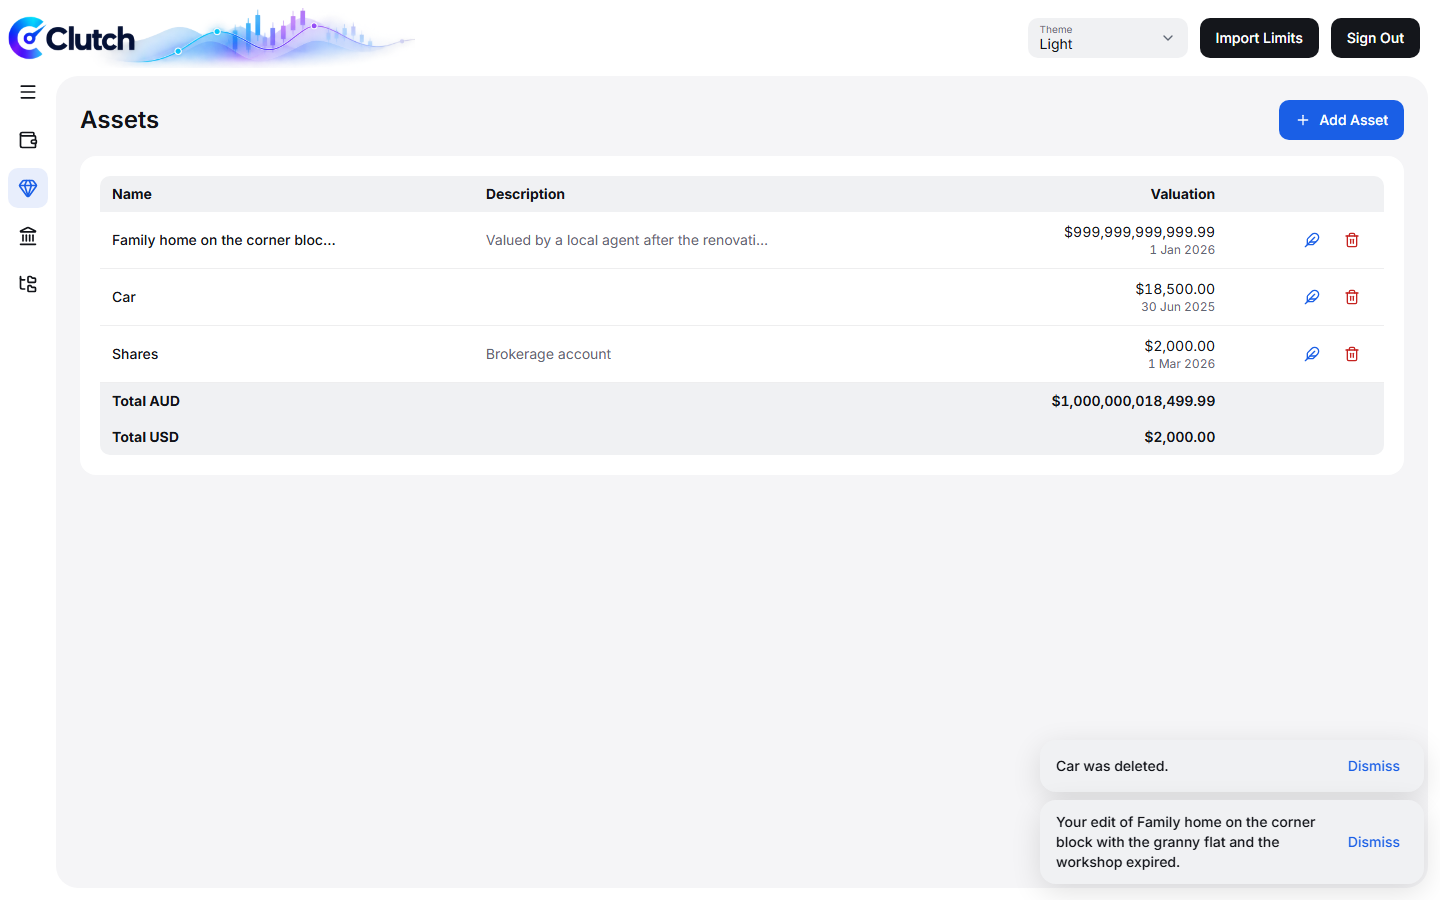 Clutch
Theme
Light
Import Limits
Sign Out
Assets
Add Asset
Name Description Valuation
Family home on the corner bloc... Valued by a local agent after the renovati... $999,999,999,999.99
1 Jan 2026
Car $18,500.00
30 Jun 2025
Shares Brokerage account $2,000.00
1 Mar 2026
Total AUD $1,000,000,018,499.99
Total USD $2,000.00
Car was deleted. Dismiss
Your edit of Family home on the corner
block with the granny flat and the Dismiss
workshop expired.